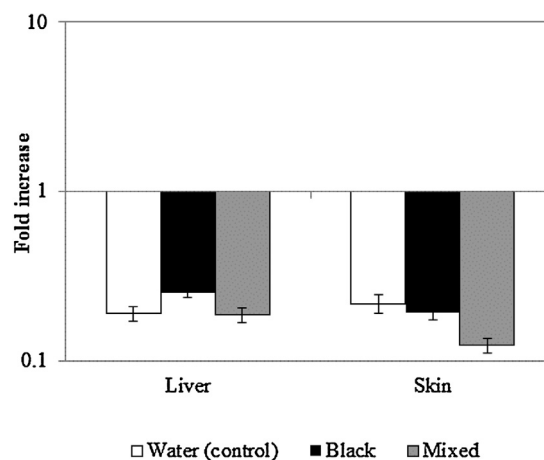 10
1
0.1
Fold increase
Liver Skin
Water (control) Black Mixed